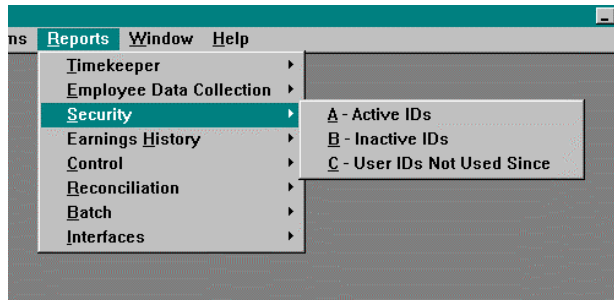 ms Reports Window Help
Timekeeper
Employee Data Collection
Security
Earnings History
Control
Reconciliation
Batch
Interfaces
A - Active IDs
B - Inactive IDs
C - User IDs Not Used Since